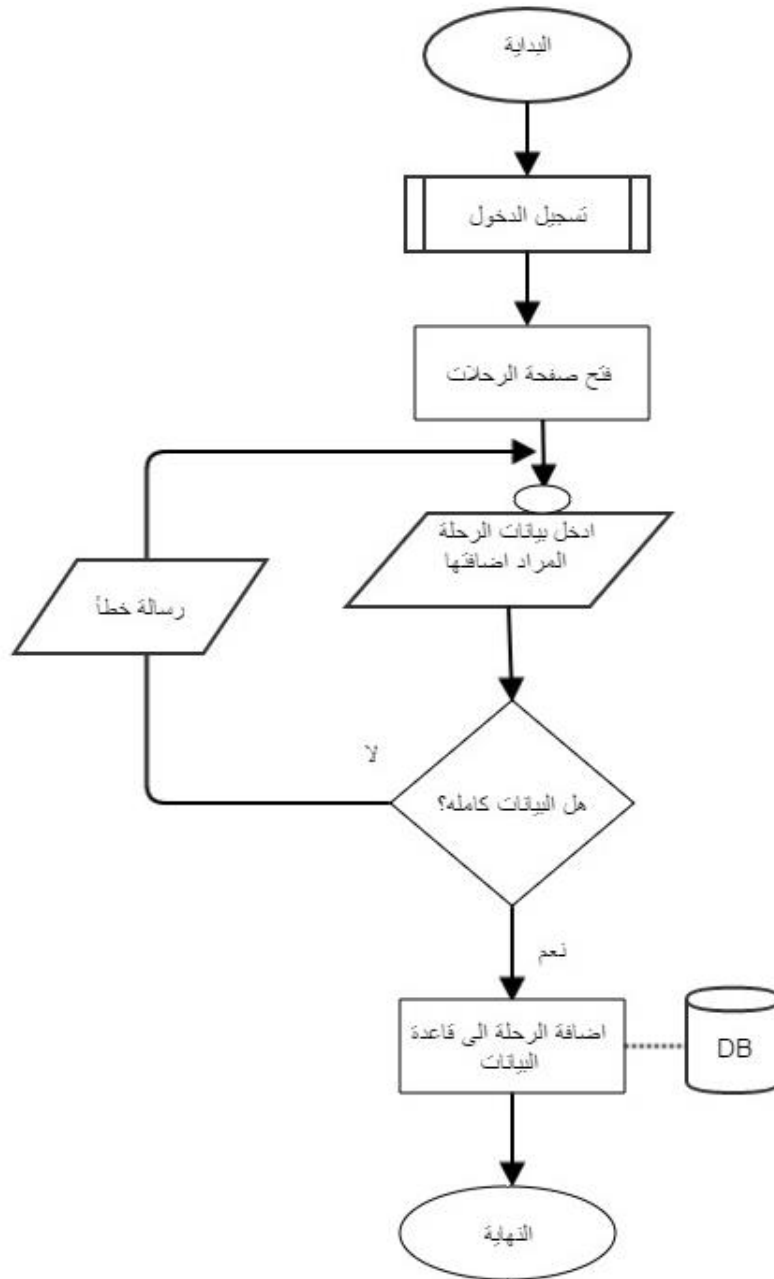 البداية
تسجيل الدخول
فتح صفحة الرحلات
ادخل بيانات الرحلة
المراد اضافتها
رسالة خطأ
لا
هل البيانات كامله؟
نعم
اضافة الرحلة الى قاعدة
البيانات
DB
النهاية